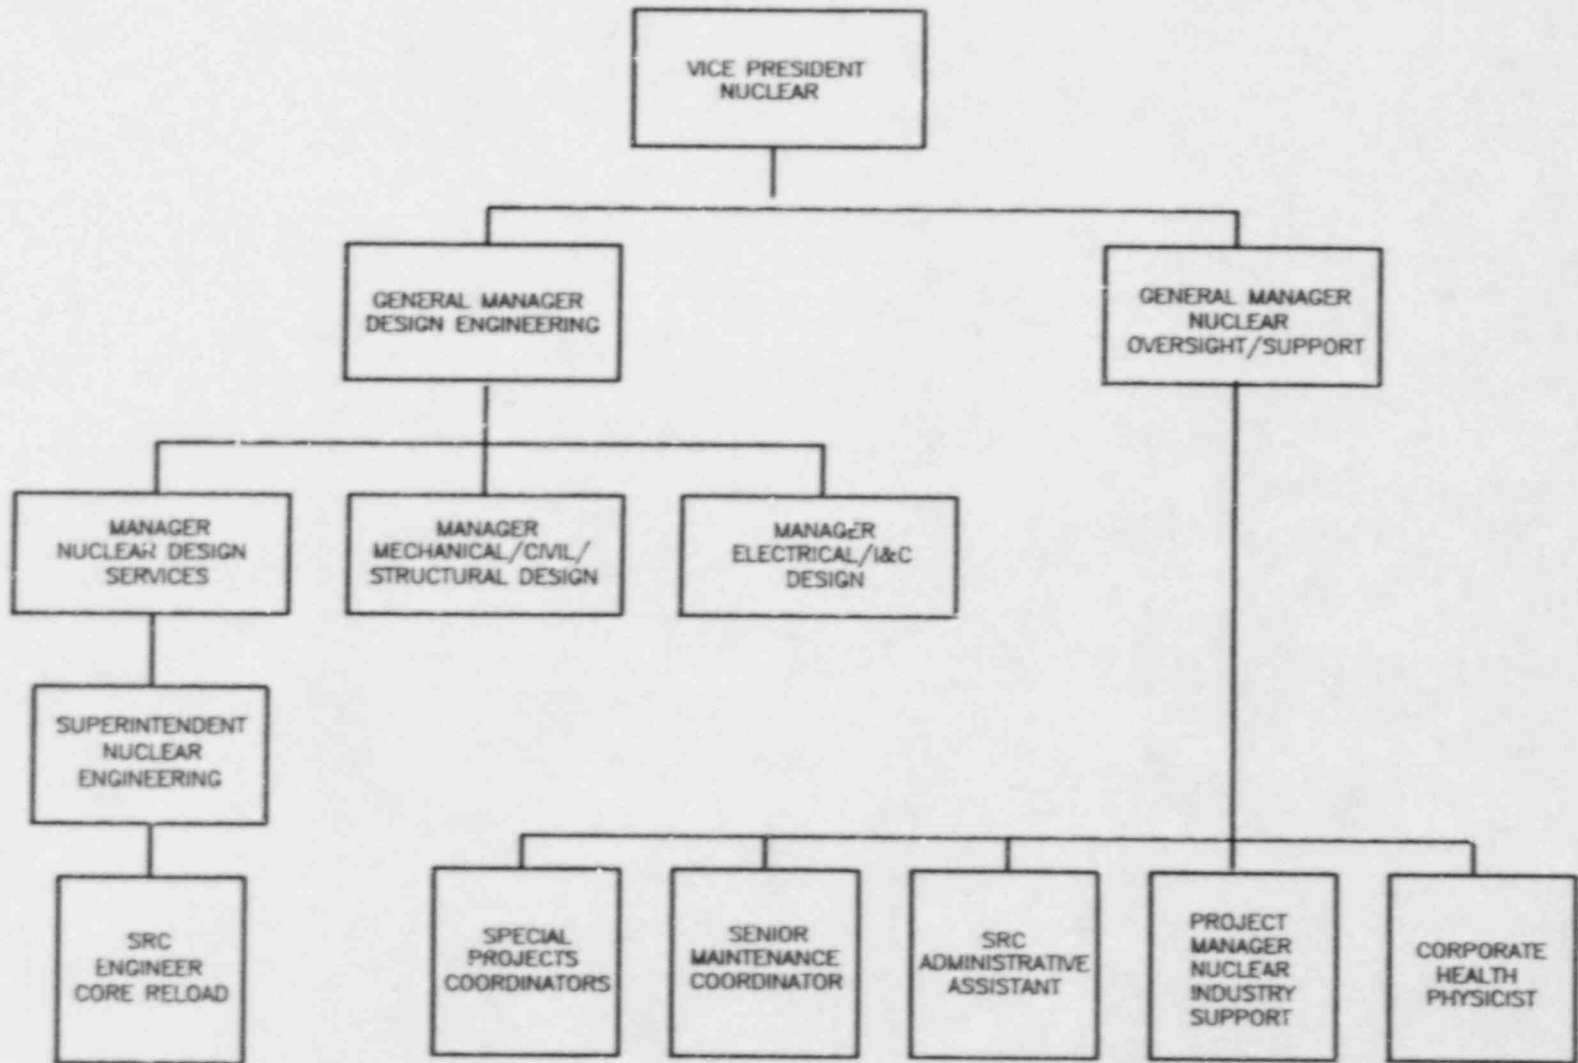 VICE PRESIDENT
NUCLEAR
GENERAL MANAGER
DESIGN ENGINEERING
GENERAL MANAGER
NUCLEAR
OVERSIGHT/SUPPORT
MANAGER
NUCLEAR DESIGN
SERVICES
MANAGER
MECHANICAL/CIVIL/
STRUCTURAL DESIGN
MANAGER
ELECTRICAL/I&C
DESIGN
SUPERINTENDENT
NUCLEAR
ENGINEERING
SRC
ENGINEER
CORE RELOAD
SPECIAL
PROJECTS
COORDINATORS
SENIOR
MAINTENANCE
COORDINATOR
SRC
ADMINISTRATIVE
ASSISTANT
PROJECT
MANAGER
NUCLEAR
INDUSTRY
SUPPORT
CORPORATE
HEALTH
PHYSICIST